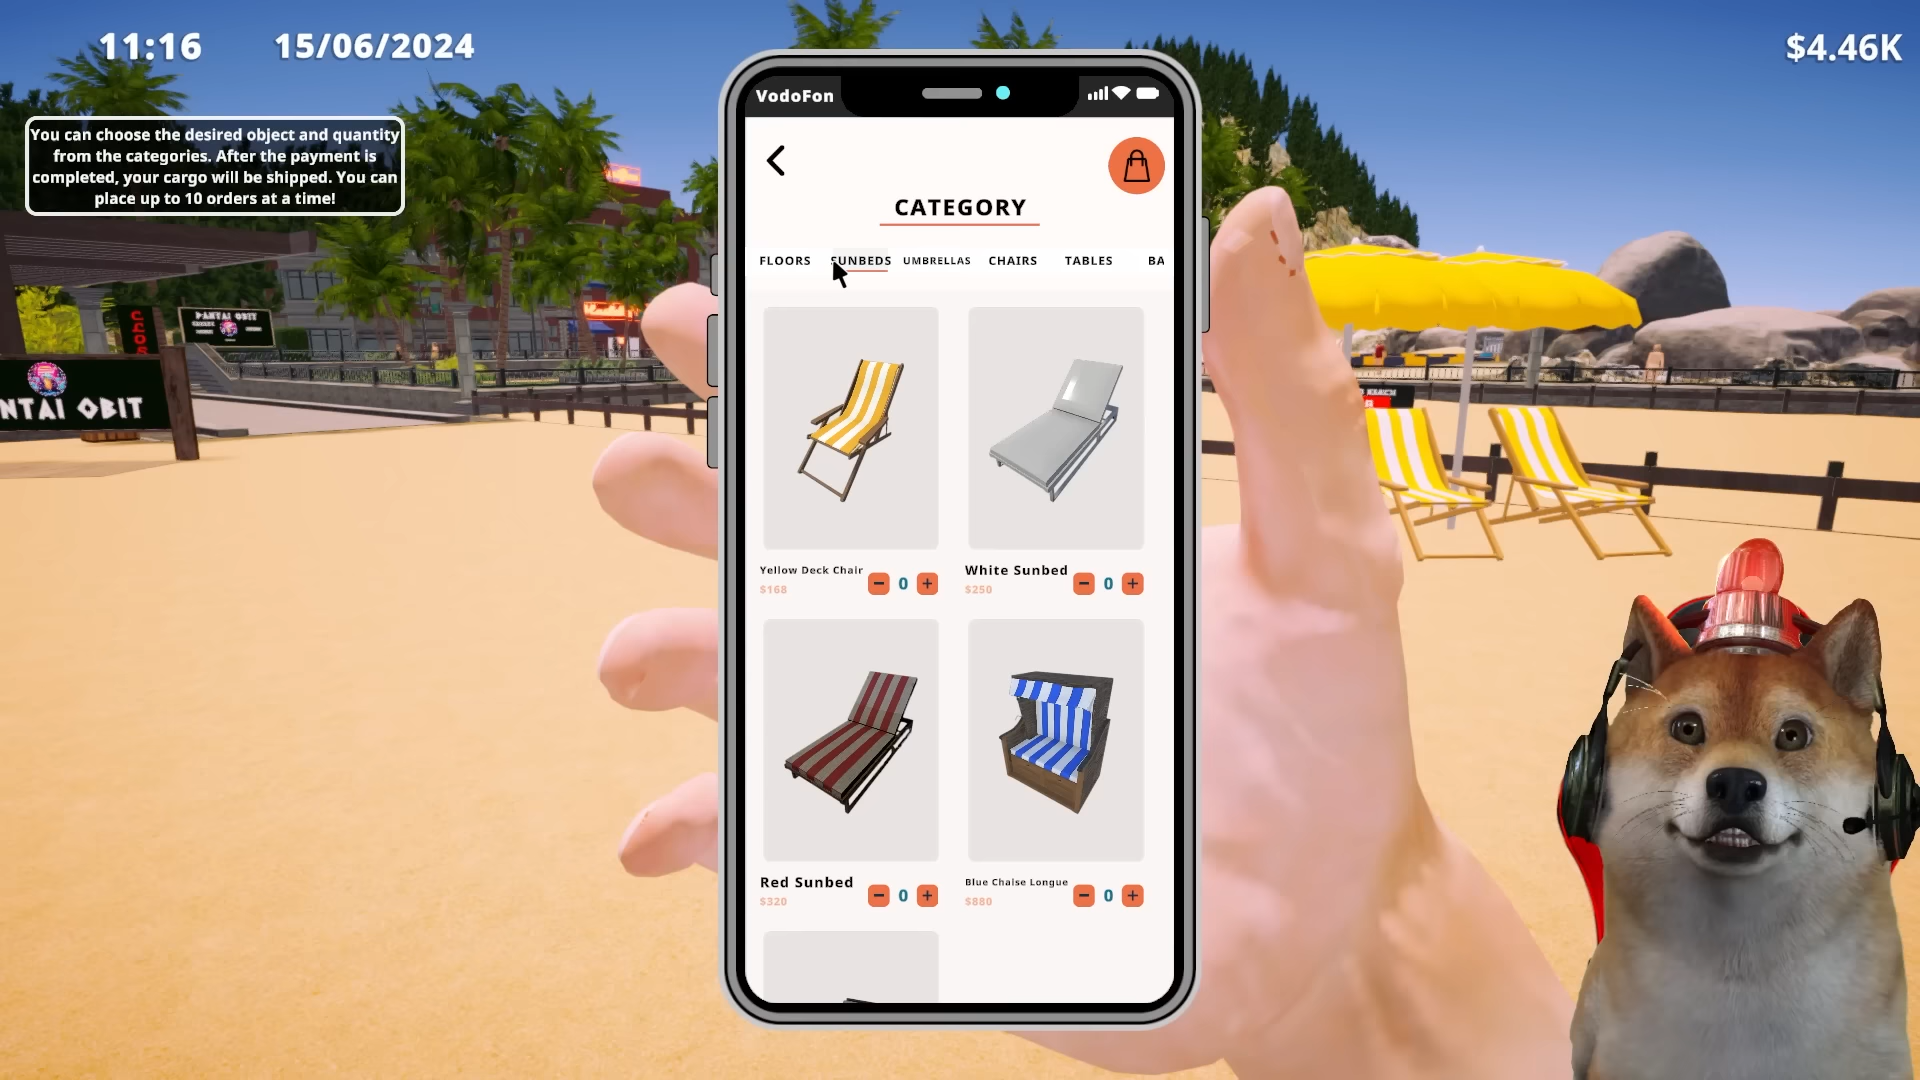 11:16
15/06/2024
$4.46K
You can choose the desired object and quantity
from the categories. After the payment is
completed, your cargo will be shipped. You can
place up to 10 orders at a time!
VodoFon
CATEGORY
FLOORS
SUNBEDS
UMBRELLAS
CHAIRS
TABLES
BA
Yellow Deck Chair
$168
0
White Sunbed
$250
0
Red Sunbed
$320
0
Blue Chaise Longue
$880
0
PANTAI OBIT
NTAI OBIT